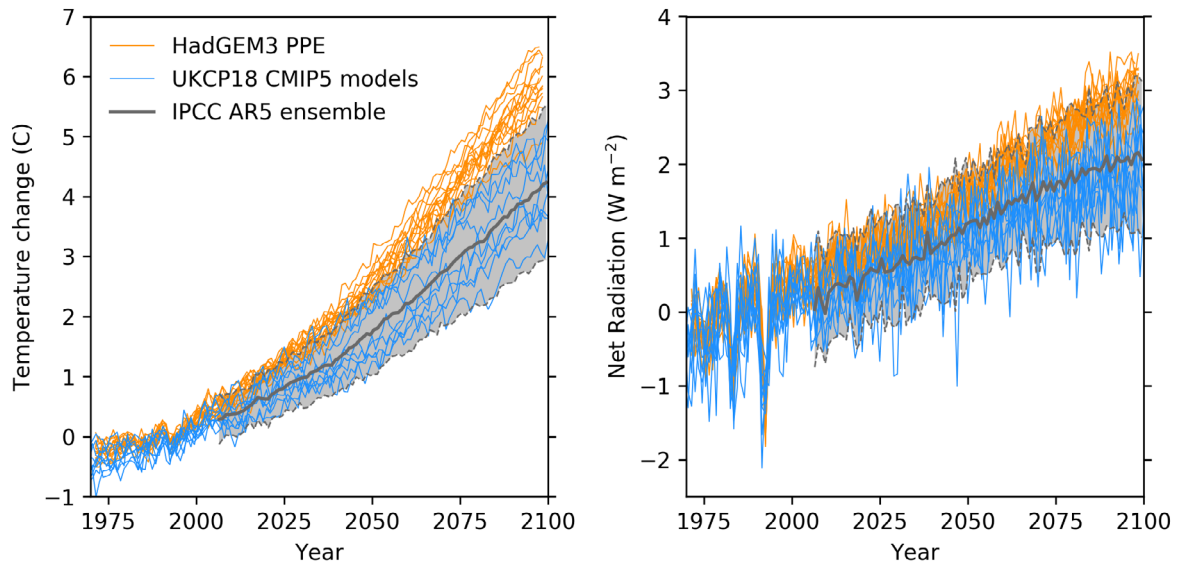 7
6
5
4
3
2
1
0
−1
Temperature change (C)
HadGEM3 PPE
UKCP18 CMIP5 models
IPCC AR5 ensemble
1975 2000 2025 2050 2075 2100
Year
4
3
2
1
0
−1
−2
Net Radiation (W m⁻²)
1975 2000 2025 2050 2075 2100
Year